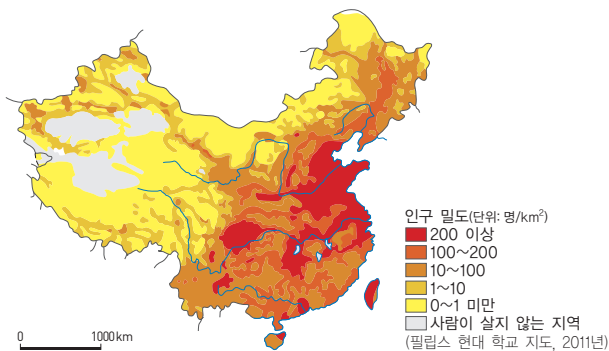 인구 밀도(단위: 명/km²)
200 이상
100~200
10~100
1~10
0~1 미만
사람이 살지 않는 지역
(필립스 현대 학교 지도, 2011년)
0 1000km